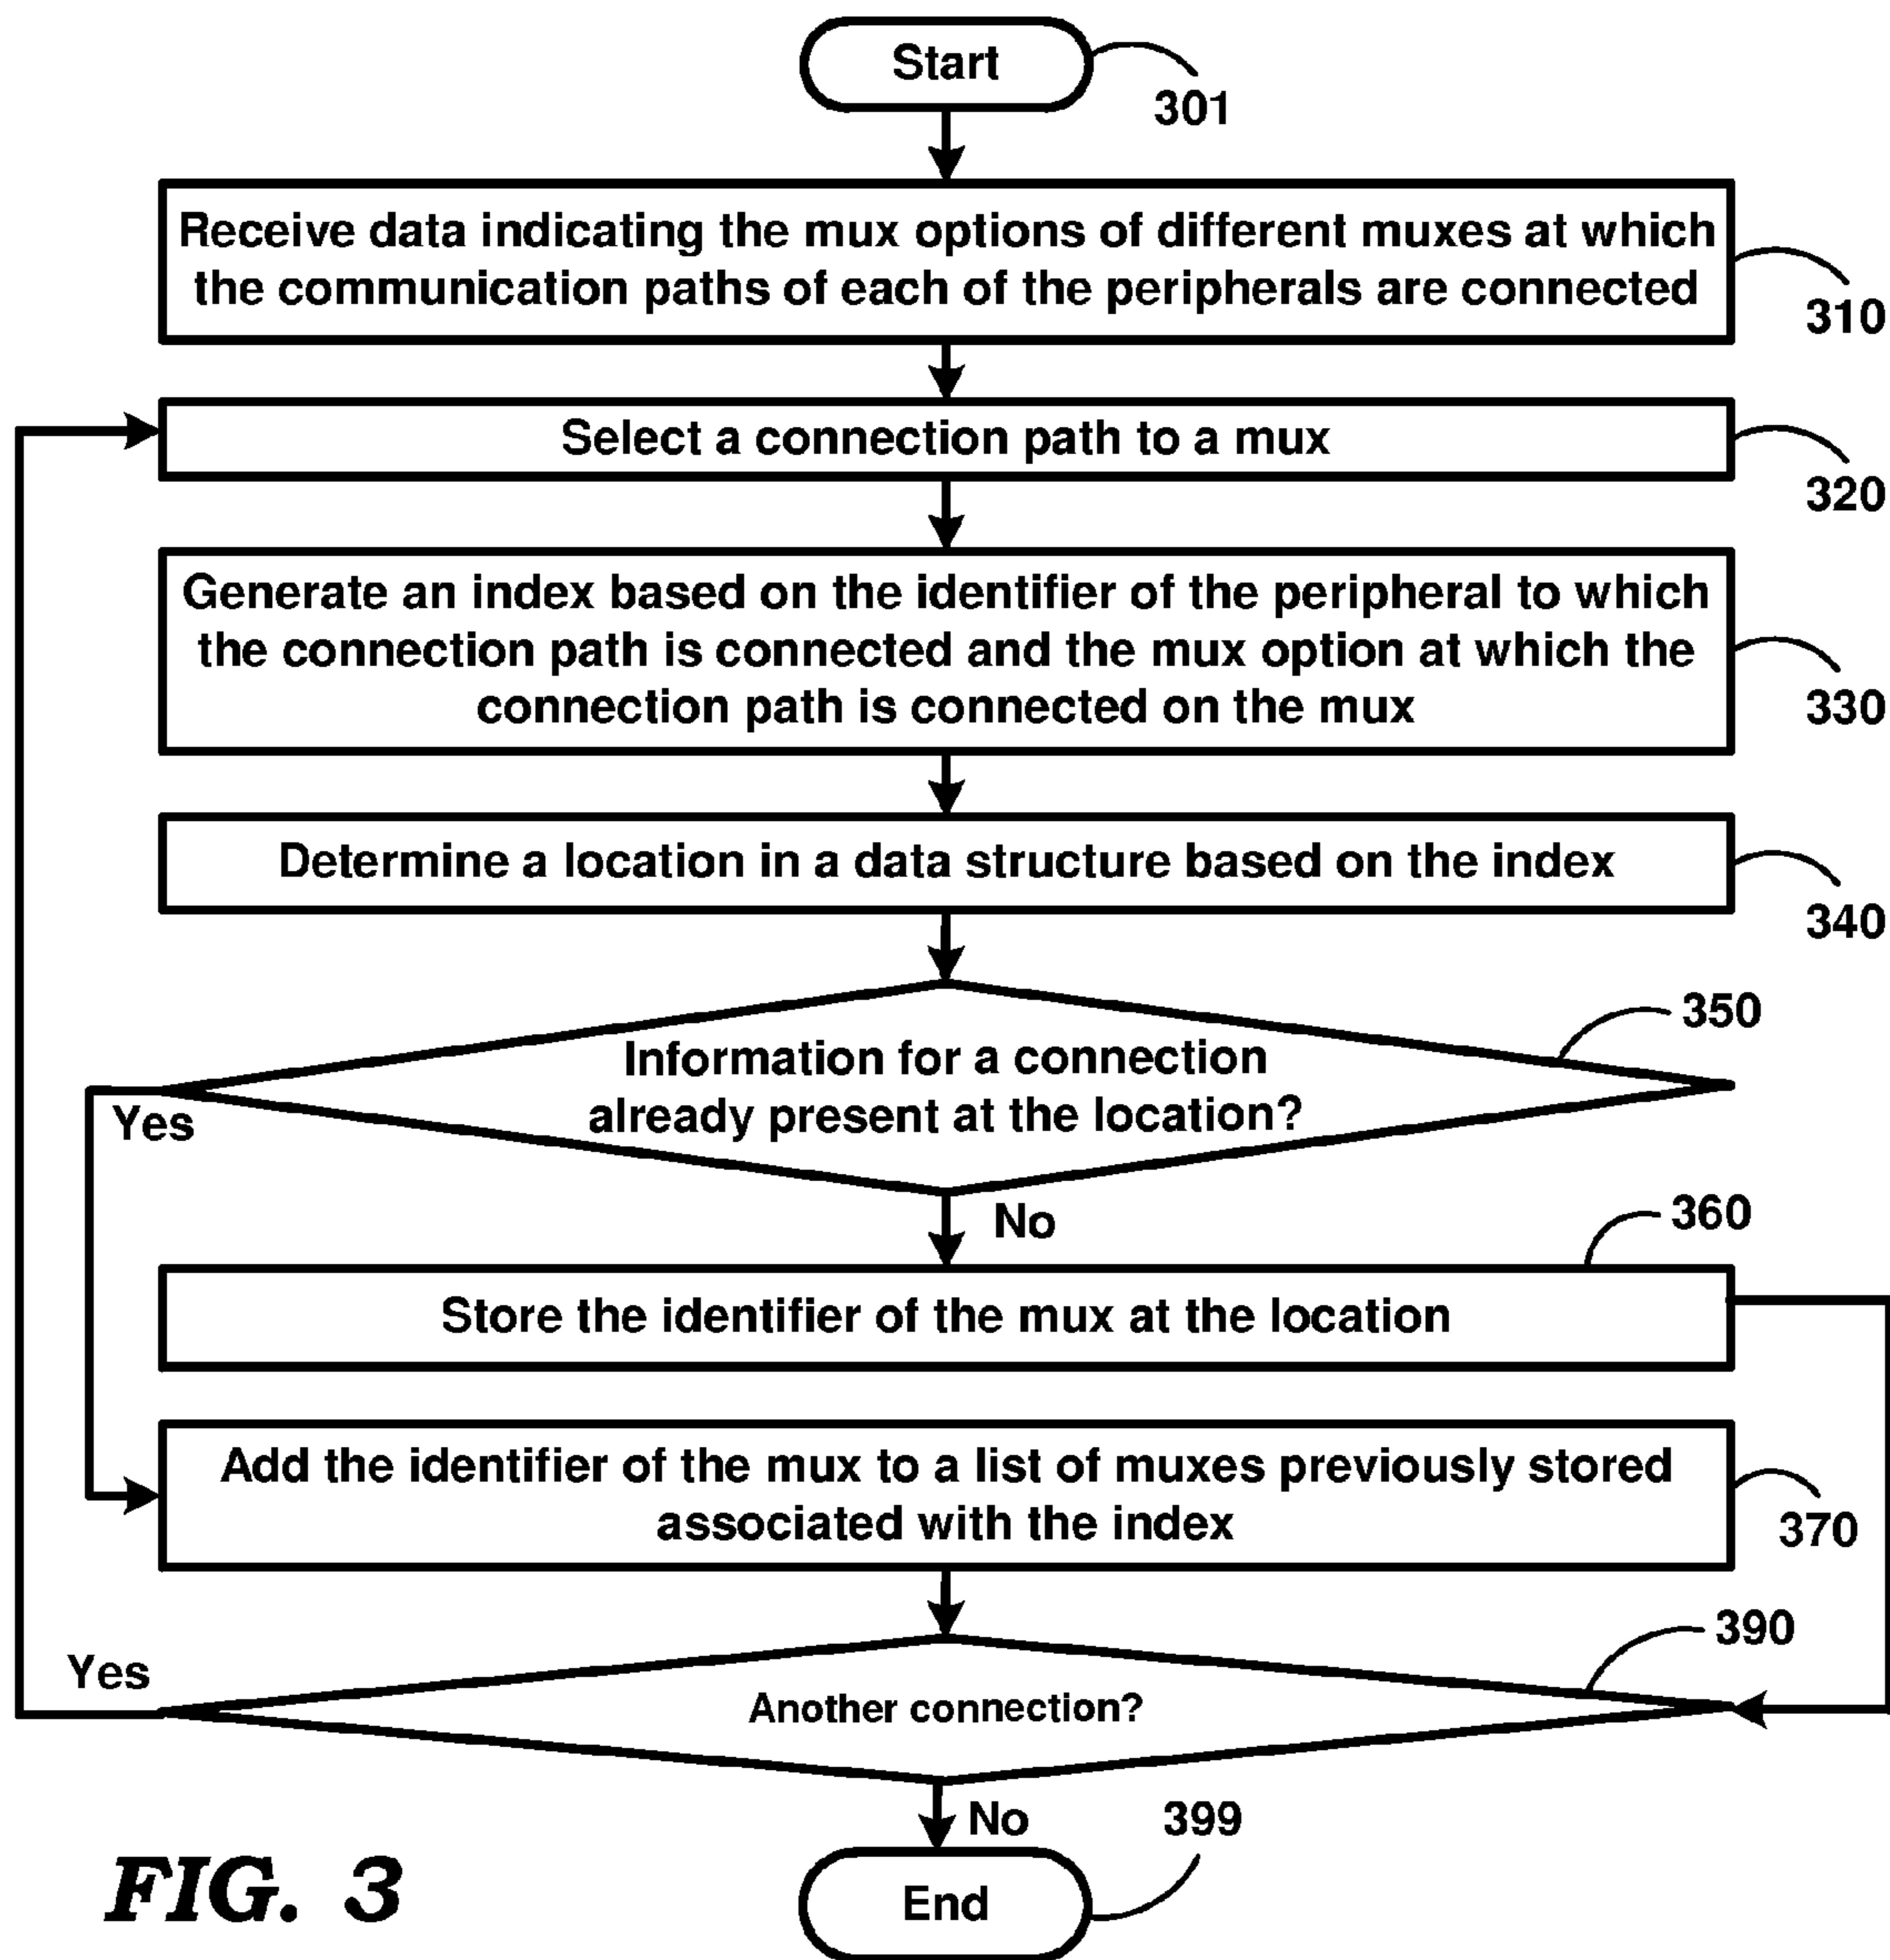 Start
301
Receive data indicating the mux options of different muxes at which
the communication paths of each of the peripherals are connected
310
Select a connection path to a mux
320
Generate an index based on the identifier of the peripheral to which
the connection path is connected and the mux option at which the
connection path is connected on the mux
330
Determine a location in a data structure based on the index
340
350
Information for a connection
already present at the location?
Yes
No
360
Store the identifier of the mux at the location
Add the identifier of the mux to a list of muxes previously stored
associated with the index
370
390
Yes
Another connection?
No
399
End
FIG. 3